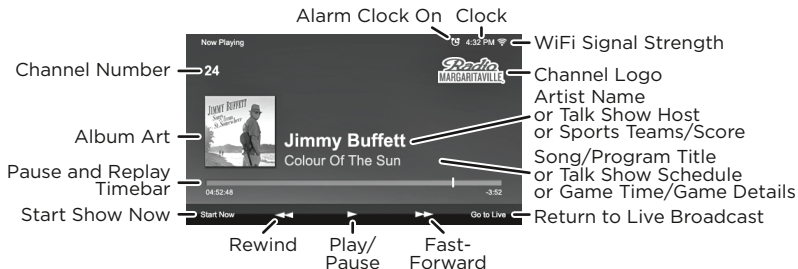 Alarm Clock On Clock
Now Playing
4:32 PM
WiFi Signal Strength
Channel Number
24
Radio
MARGARITAVILLE
Channel Logo
Artist Name
or Talk Show Host
or Sports Teams/Score
JIMMY BUFFETT
Songs from
St. Somewhere
Album Art
Jimmy Buffett
Colour Of The Sun
Song/Program Title
or Talk Show Schedule
or Game Time/Game Details
Pause and Replay
Timebar
04:52:48
-3:52
Start Show Now
Start Now
Go to Live
Return to Live Broadcast
Rewind
Play/
Pause
Fast-
Forward